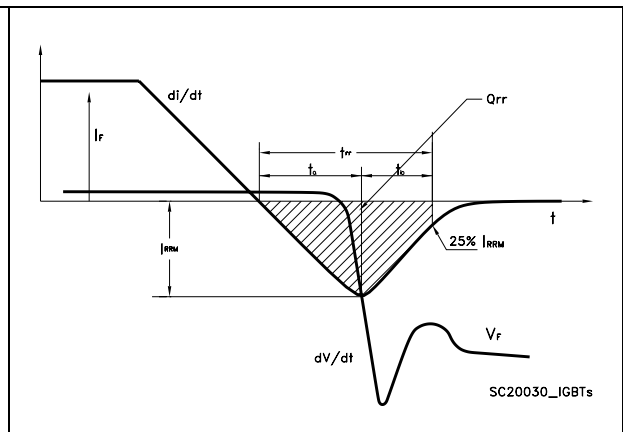 di/dt
Qrr
IF
trr
ta
tb
t
IRRM
25% IRRM
dV/dt
VF
SC20030_IGBTs